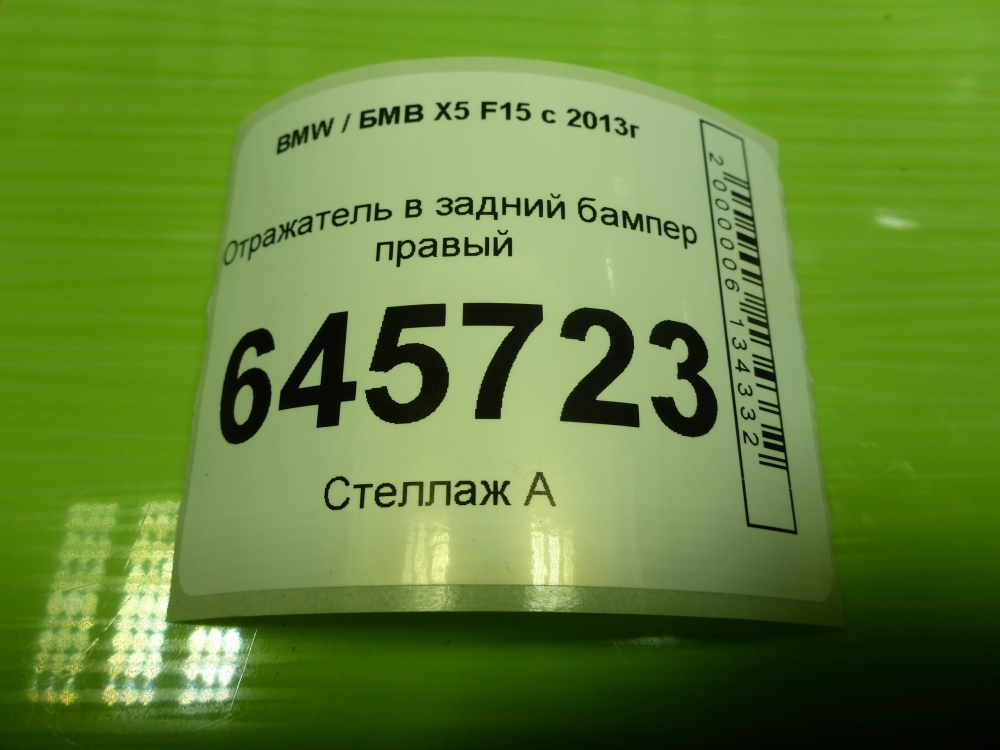 BMW / БМВ X5 F15 с 2013г
Отражатель в задний бампер
правый
645723
Стеллаж А
2000006134332